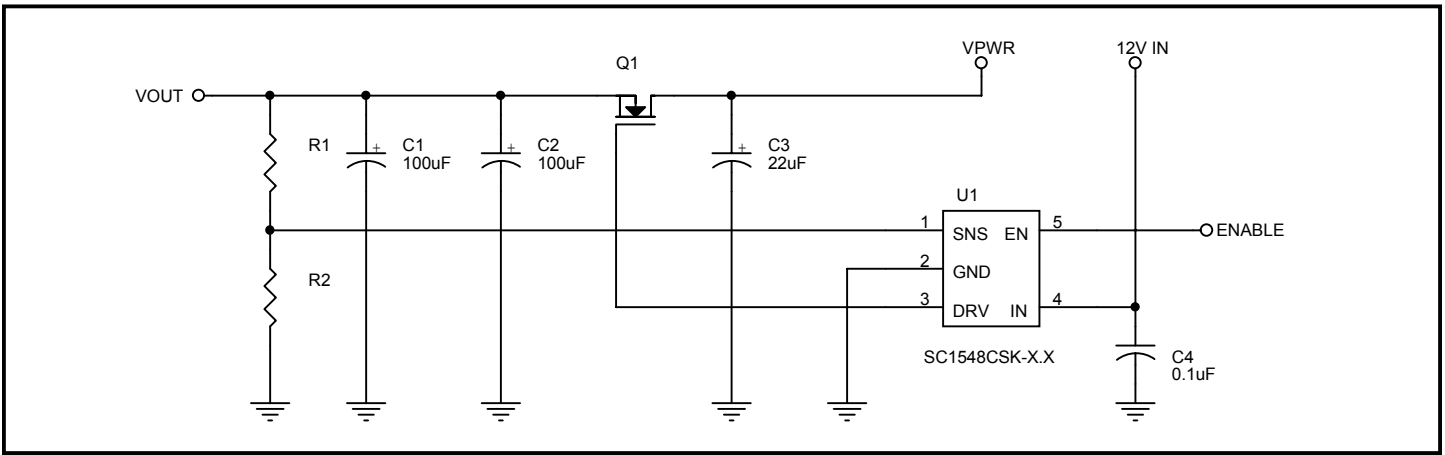 VPWR
12V IN
Q1
VOUT
R1
C1
100uF
+
C2
100uF
+
C3
22uF
+
U1
1
SNS
EN
5
ENABLE
2
GND
R2
3
DRV
IN
4
SC1548CSK-X.X
C4
0.1uF